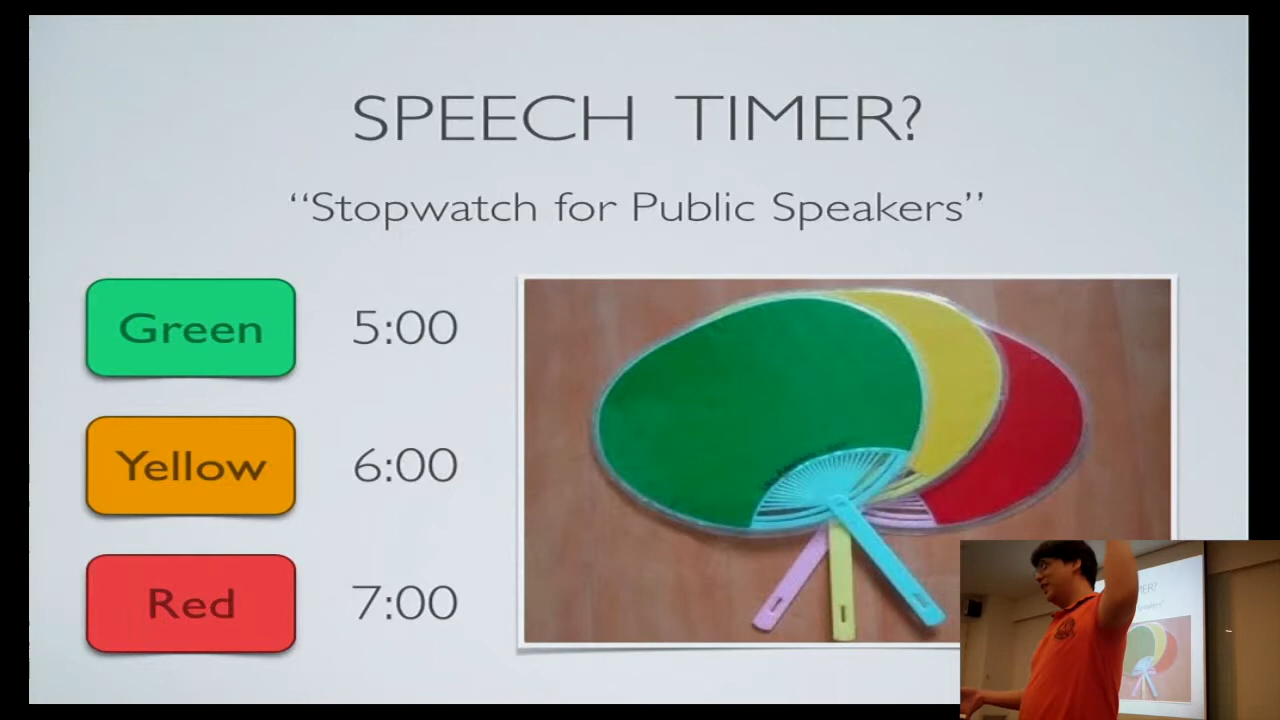 SPEECH TIMER?
“Stopwatch for Public Speakers”
Green 5:00
Yellow 6:00
Red 7:00